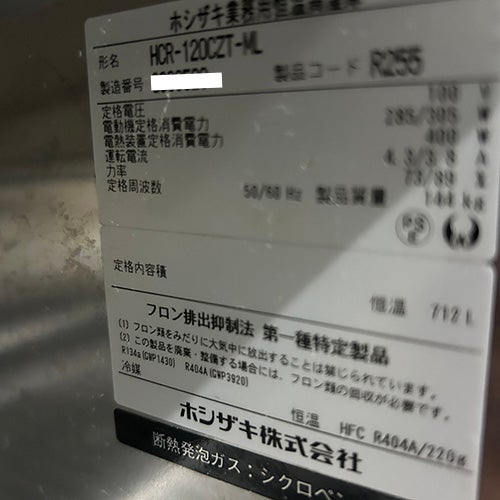 ホシザキ業務用恒温高湿庫
形名 HCR-120CZT-ML
製造番号
製品コード R255
定格電圧 100 V
電動機定格消費電力 285/305 W
電熱装置定格消費電力 400 W
運転電流 4.3/3.8 A
力率 73/89 %
定格周波数 50/60 Hz 製品質量 144 kg
PS
E
定格内容積
恒温 712 L
フロン排出抑制法 第一種特定製品
(1) フロン類をみだりに大気中に放出することは禁じられています。
(2) この製品を廃棄・整備する場合には、フロン類の回収が必要です。
R134a(GWP1430) R404A(GWP3920)
冷媒 恒温 HFC R404A/220g
ホシザキ株式会社
断熱発泡ガス：シクロペ